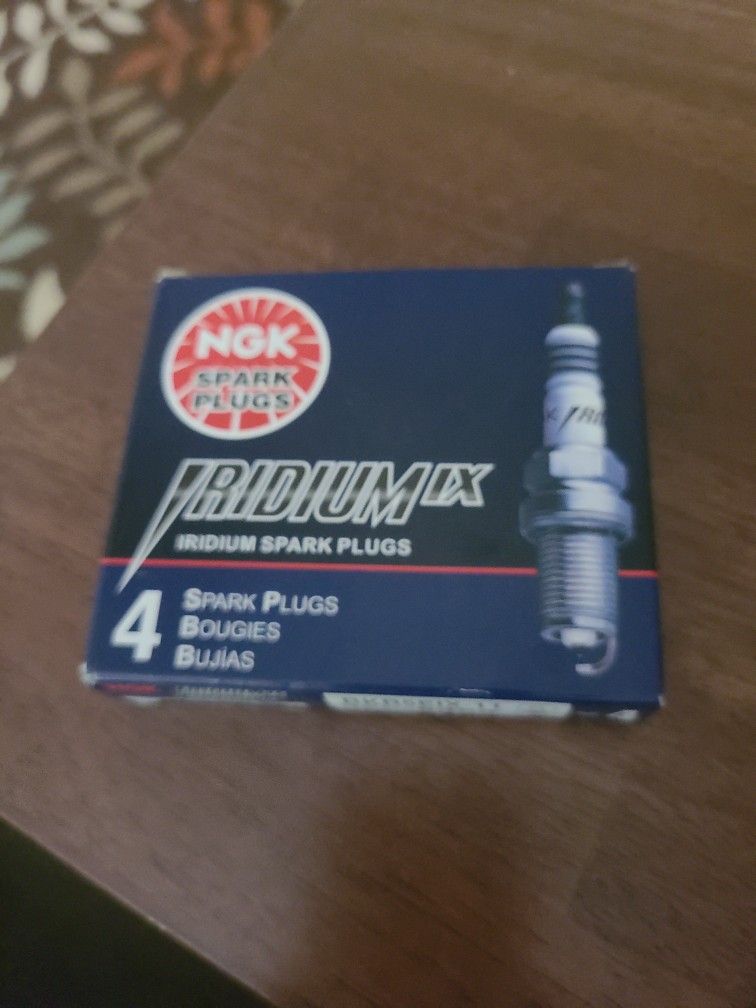 NGK
SPARK
PLUGS
IRIDIUM IX
IRIDIUM SPARK PLUGS
4
SPARK PLUGS
BOUGIES
BUJÍAS